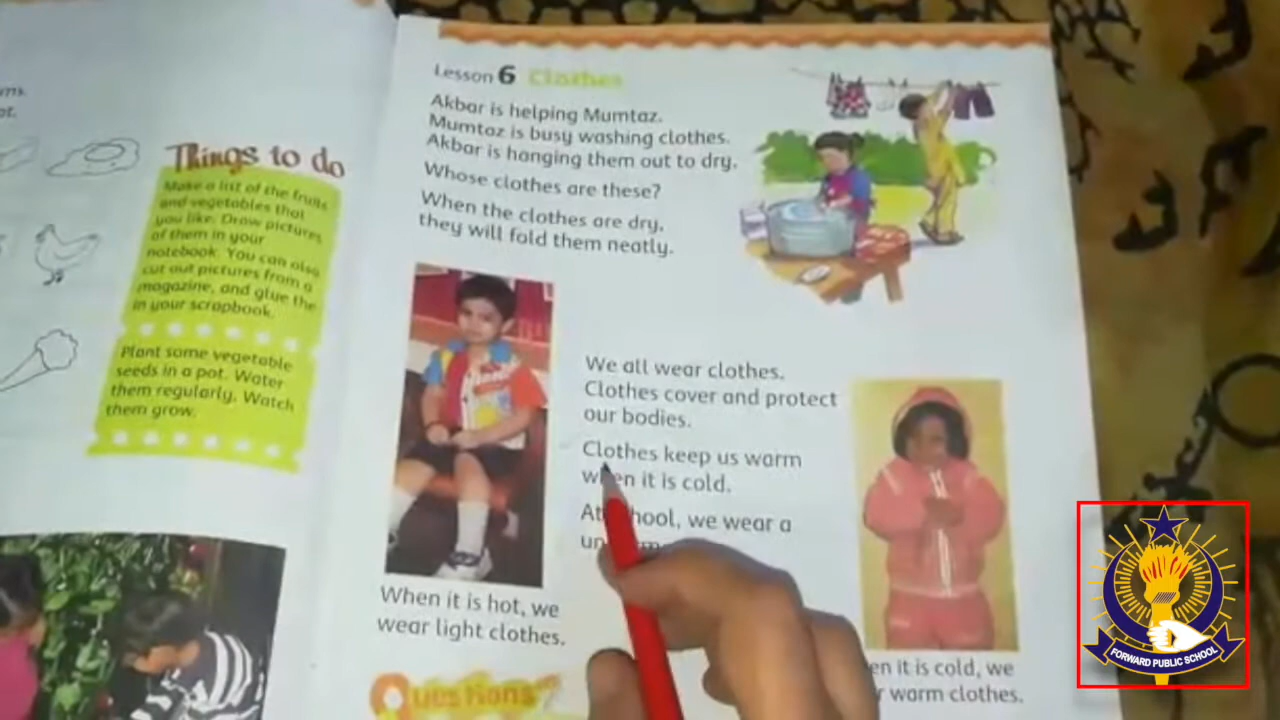 Things to do
Make a list of the fruits
and vegetables that
you like. Draw pictures
of them in your
notebook. You can also
cut out pictures from a
magazine, and glue the
in your scrapbook.
Plant some vegetable
seeds in a pot. Water
them regularly. Watch
them grow.
Lesson 6 Clothes
Akbar is helping Mumtaz.
Mumtaz is busy washing clothes.
Akbar is hanging them out to dry.
Whose clothes are these?
When the clothes are dry,
they will fold them neatly.
We all wear clothes.
Clothes cover and protect
our bodies.
Clothes keep us warm
when it is cold.
At school, we wear a
When it is hot, we
wear light clothes.
it is cold, we
warm clothes.
Questions
FORWARD PUBLIC SCHOOL